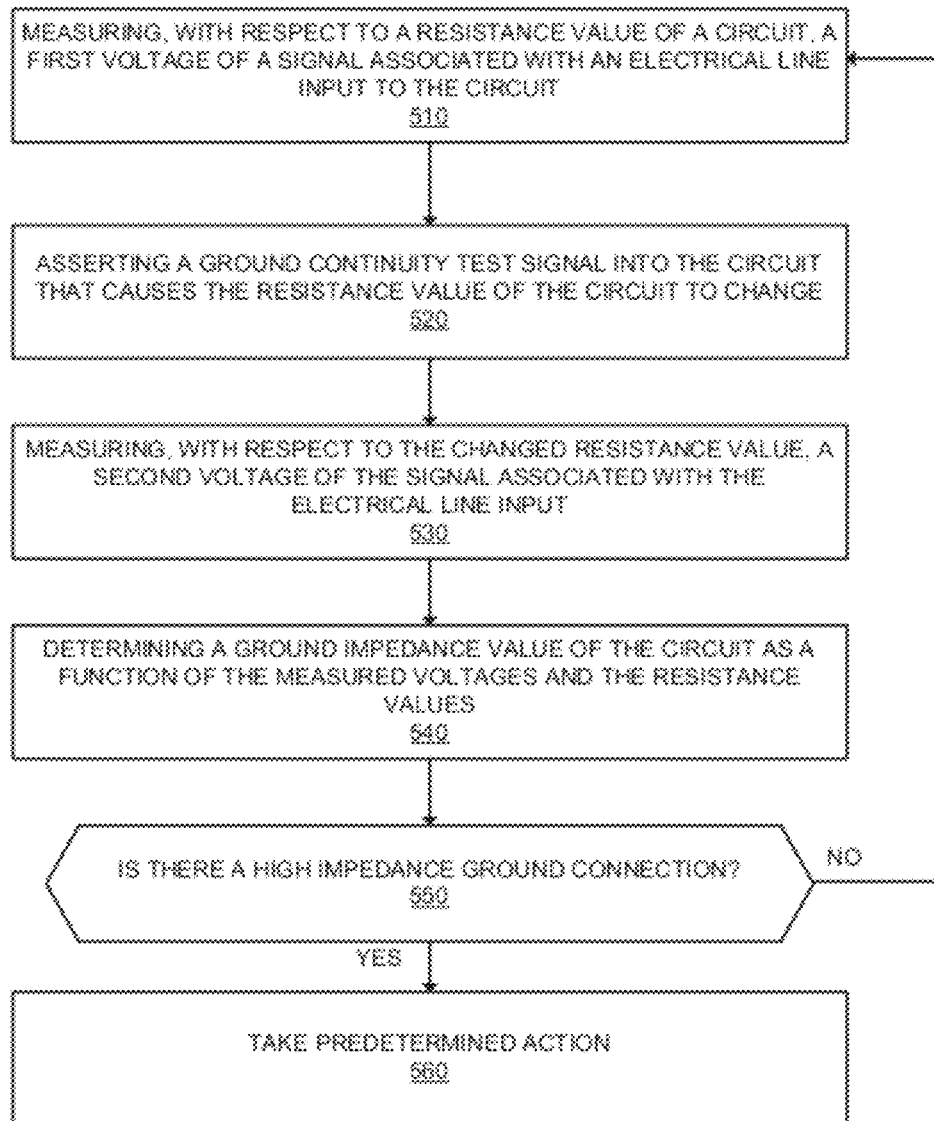 MEASURING, WITH RESPECT TO A RESISTANCE VALUE OF A CIRCUIT, A
FIRST VOLTAGE OF A SIGNAL ASSOCIATED WITH AN ELECTRICAL LINE
INPUT TO THE CIRCUIT
510
ASSERTING A GROUND CONTINUITY TEST SIGNAL INTO THE CIRCUIT
THAT CAUSES THE RESISTANCE VALUE OF THE CIRCUIT TO CHANGE
520
MEASURING, WITH RESPECT TO THE CHANGED RESISTANCE VALUE, A
SECOND VOLTAGE OF THE SIGNAL ASSOCIATED WITH THE
ELECTRICAL LINE INPUT
530
DETERMINING A GROUND IMPEDANCE VALUE OF THE CIRCUIT AS A
FUNCTION OF THE MEASURED VOLTAGES AND THE RESISTANCE
VALUES
540
IS THERE A HIGH IMPEDANCE GROUND CONNECTION?
550
NO
YES
TAKE PREDETERMINED ACTION
560